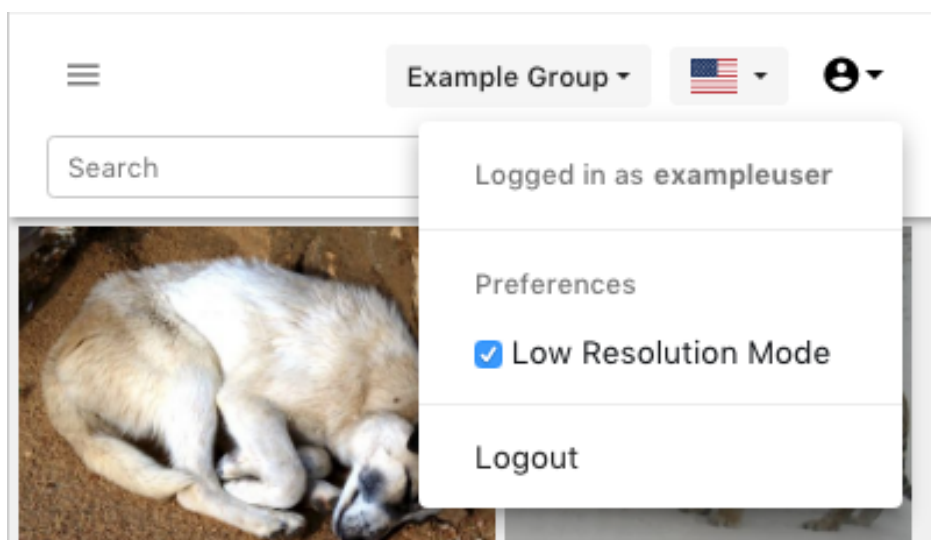 Example Group
Search
Logged in as exampleuser
Preferences
Low Resolution Mode
Logout